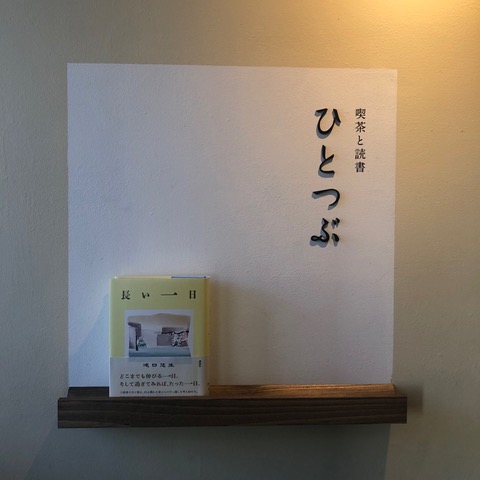 喫茶と読書
ひとつぶ
長い一日
滝口悠生
どこまでも伸びる一日。
そして過ぎてみれば、たった一日。